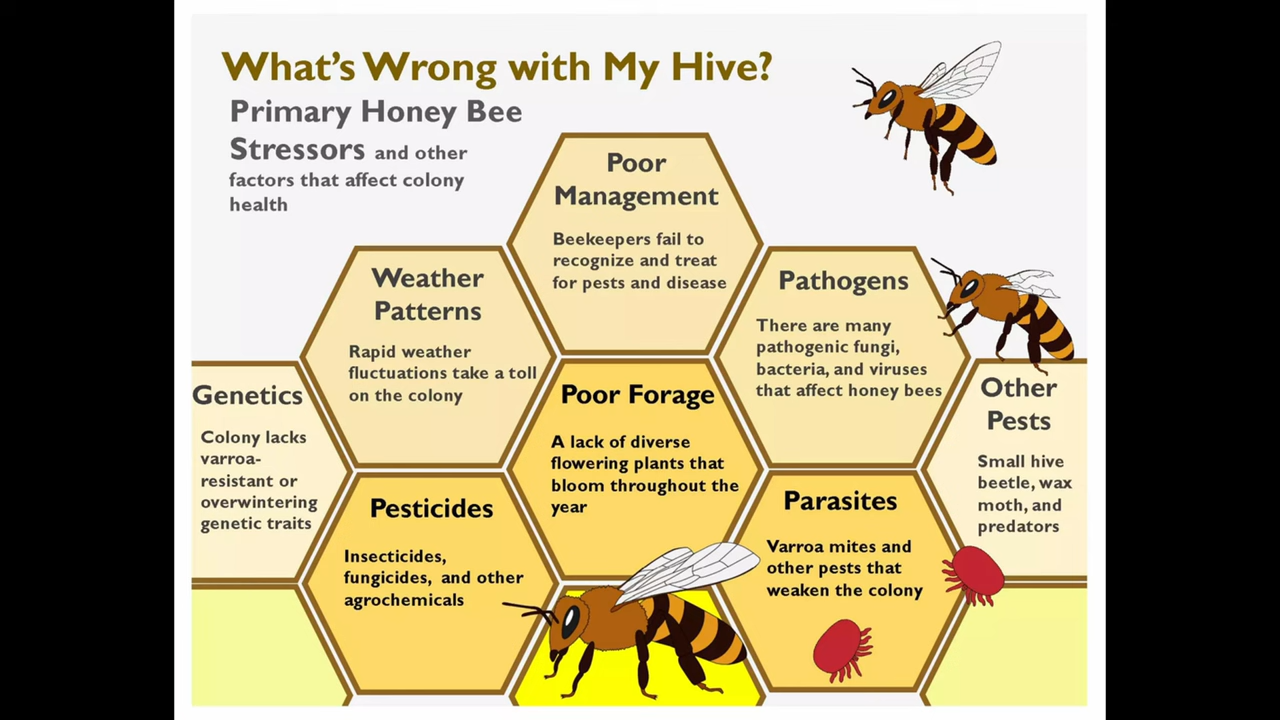 What's Wrong with My Hive?
Primary Honey Bee
Stressors and other
factors that affect colony
health
Poor
Management
Beekeepers fail to
recognize and treat
for pests and disease
Weather
Patterns
Rapid weather
fluctuations take a toll
on the colony
Pathogens
There are many
pathogenic fungi,
bacteria, and viruses
that affect honey bees
Genetics
Colony lacks
varroa-
resistant or
overwintering
genetic traits
Poor Forage
A lack of diverse
flowering plants that
bloom throughout the
year
Other
Pests
Small hive
beetle, wax
moth, and
predators
Pesticides
Insecticides,
fungicides, and other
agrochemicals
Parasites
Varroa mites and
other pests that
weaken the colony